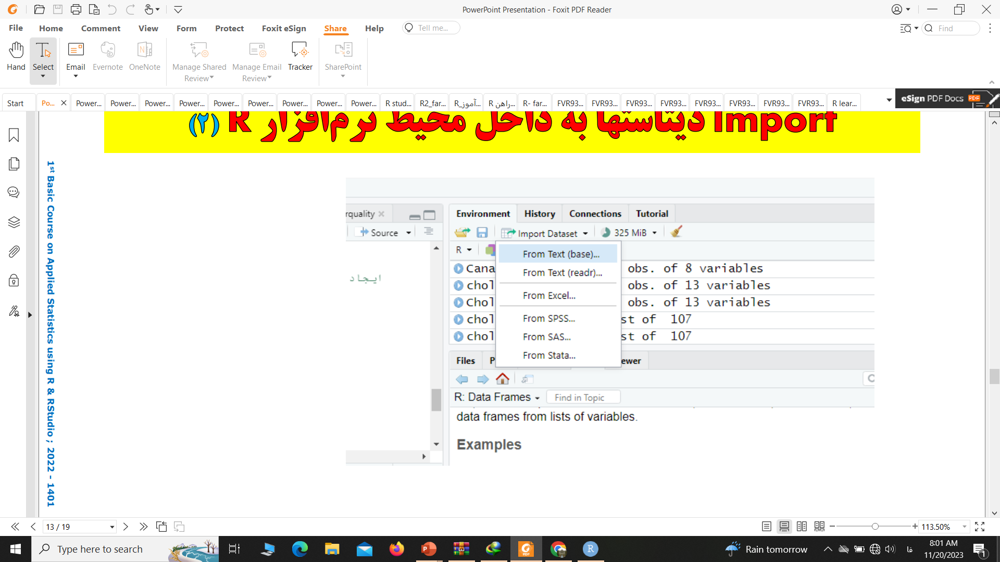 PowerPoint Presentation - Foxit PDF Reader
File Home Comment View Form Protect Foxit eSign Share Help Tell me... Find
Hand Select Email Evernote OneNote Manage Shared Review Manage Email Review Tracker SharePoint
Start Po... Power... Power... Power... Power... Power... Power... Power... Power... Power... R stud... R2_far... R_آموز... R راهن... R- far... FVR93... FVR93... FVR93... FVR93... FVR93... FVR93... FVR93... FVR93... R lear... eSign PDF Docs PDF
Import دیتاستها به داخل محیط نرم‌افزار R (۲)
1st Basic Course on Applied Statistics using R & RStudio ; 2022 - 1401
rquality
Source
ایجاد
Environment History Connections Tutorial
Import Dataset 325 MiB
R
From Text (base)...
From Text (readr)...
From Excel...
From SPSS...
From SAS...
From Stata...
Cana obs. of 8 variables
chol obs. of 13 variables
Chol obs. of 13 variables
chol st of 107
chol st of 107
Files P ewer
R: Data Frames Find in Topic
data frames from lists of variables.
Examples
13 / 19 113.50%
Type here to search Rain tomorrow فا 8:01 AM
11/20/2023 1